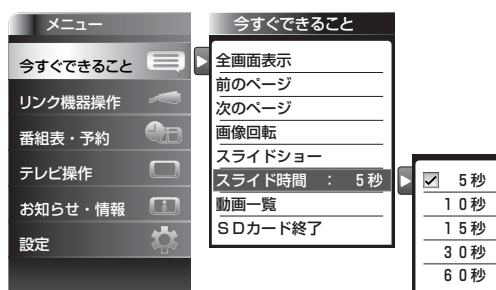 メニュー
今すぐできること
リンク機器操作
番組表・予約
テレビ操作
お知らせ・情報
設定
今すぐできること
全画面表示
前のページ
次のページ
画像回転
スライドショー
スライド時間 ： 5秒
動画一覧
ＳＤカード終了
5秒
10秒
15秒
30秒
60秒